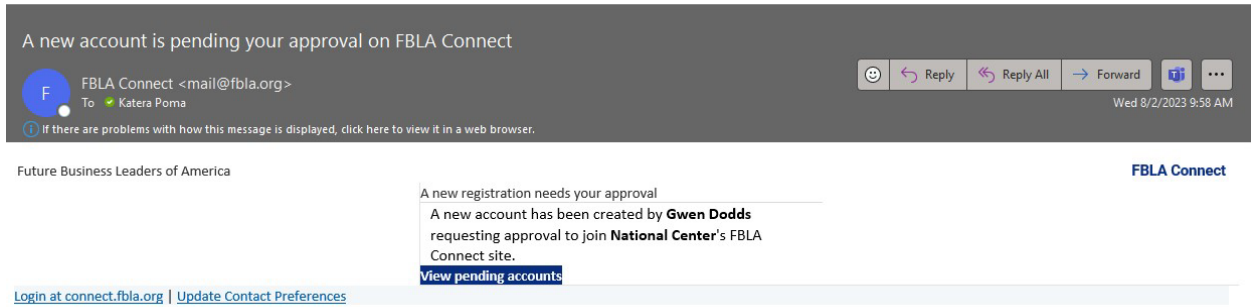 A new account is pending your approval on FBLA Connect
F
FBLA Connect <mail@fbla.org>
To Katera Poma
Reply
Reply All
Forward
Wed 8/2/2023 9:58 AM
If there are problems with how this message is displayed, click here to view it in a web browser.
Future Business Leaders of America
FBLA Connect
A new registration needs your approval
A new account has been created by Gwen Dodds
requesting approval to join National Center's FBLA
Connect site.
View pending accounts
Login at connect.fbla.org | Update Contact Preferences